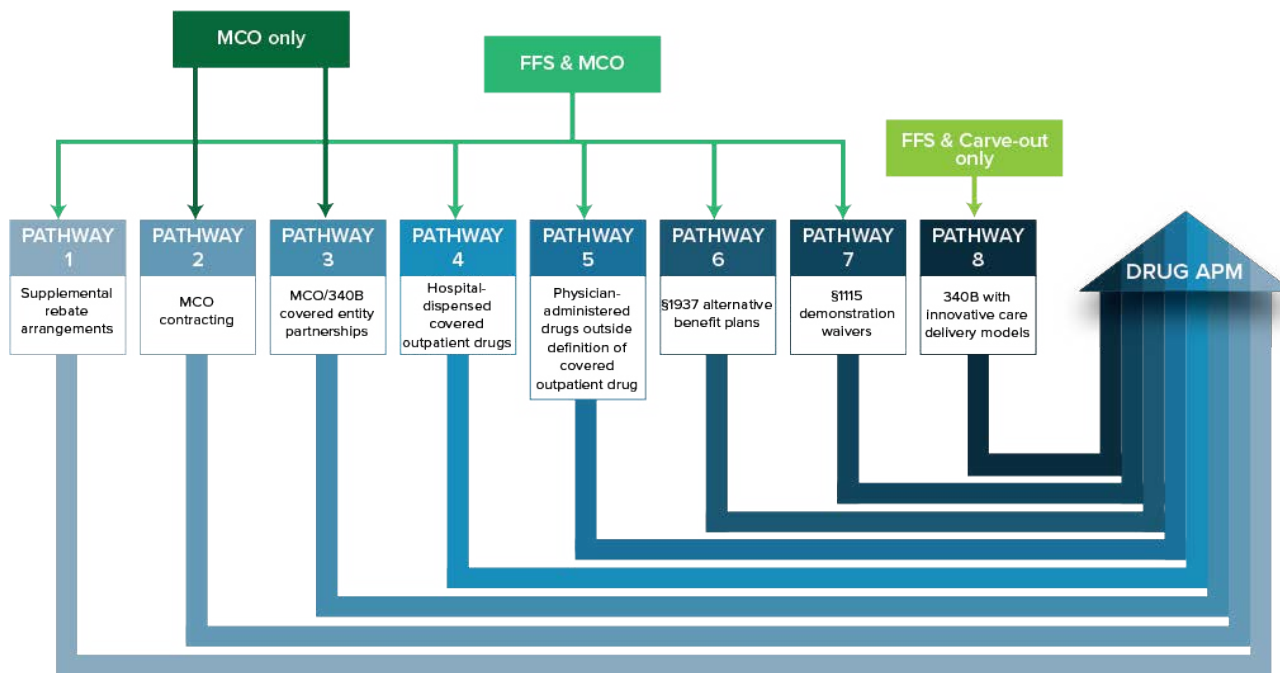 MCO only
FFS & MCO
FFS & Carve-out
only
PATHWAY
1
Supplemental
rebate
arrangements
PATHWAY
2
MCO
contracting
PATHWAY
3
MCO/340B
covered entity
partnerships
PATHWAY
4
Hospital-
dispensed
covered
outpatient drugs
PATHWAY
5
Physician-
administered
drugs outside
definition of
covered
outpatient drug
PATHWAY
6
§1937 alternative
benefit plans
PATHWAY
7
§1115
demonstration
waivers
PATHWAY
8
340B with
innovative care
delivery models
DRUG APM